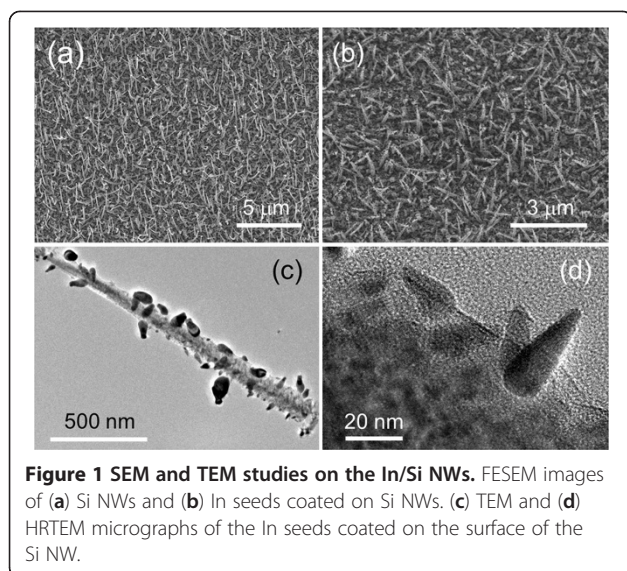 (a)
(b)
5 μm
3 μm
(c)
(d)
500 nm
20 nm
Figure 1 SEM and TEM studies on the In/Si NWs. FESEM images
of (a) Si NWs and (b) In seeds coated on Si NWs. (c) TEM and (d)
HRTEM micrographs of the In seeds coated on the surface of the
Si NW.